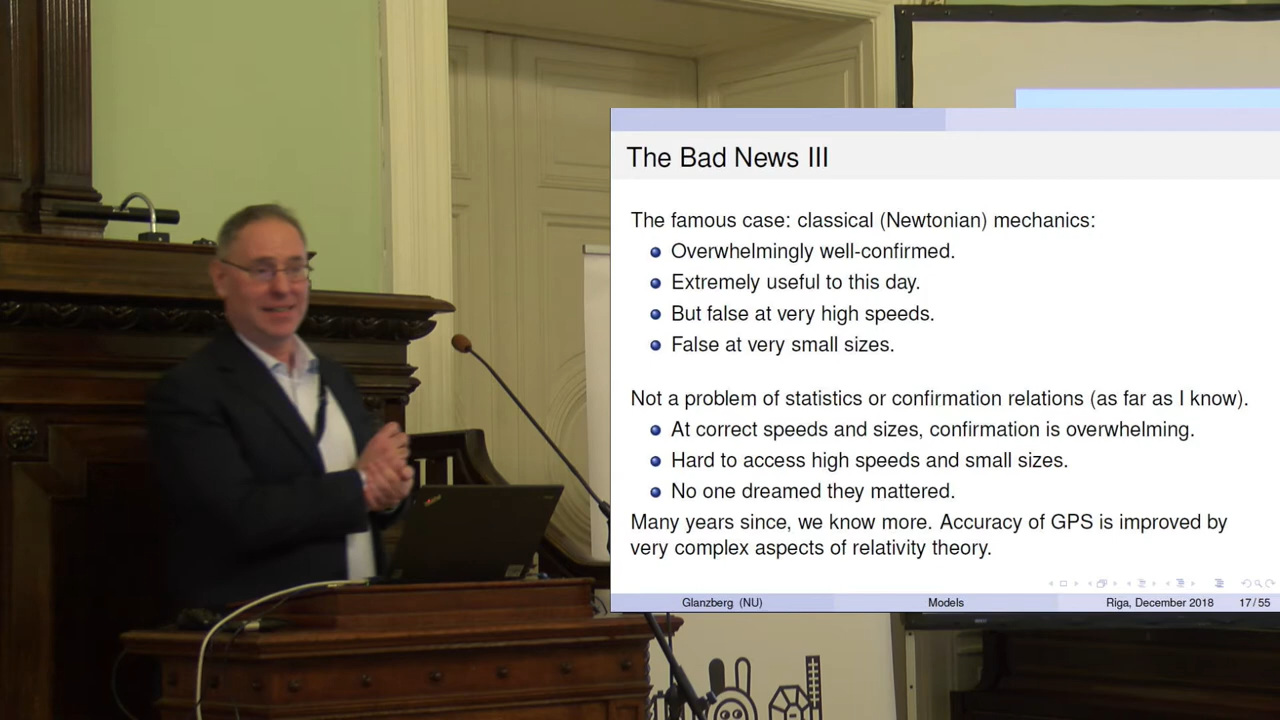 The Bad News III
The famous case: classical (Newtonian) mechanics:
Overwhelmingly well-confirmed.
Extremely useful to this day.
But false at very high speeds.
False at very small sizes.
Not a problem of statistics or confirmation relations (as far as I know).
At correct speeds and sizes, confirmation is overwhelming.
Hard to access high speeds and small sizes.
No one dreamed they mattered.
Many years since, we know more. Accuracy of GPS is improved by
very complex aspects of relativity theory.
Glanzberg (NU) Models Riga, December 2018 17/55